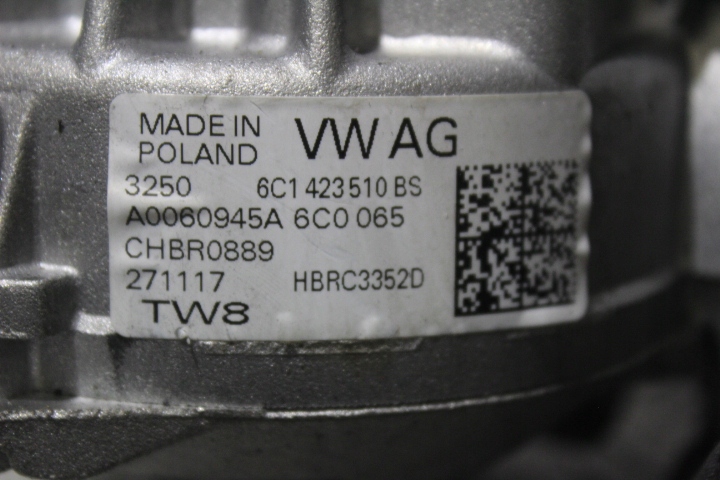 MADE IN
POLAND
VW AG
3250 6C1 423 510 BS
A0060945A 6C0 065
CHBR0889
271117 HBRC3352D
TW8